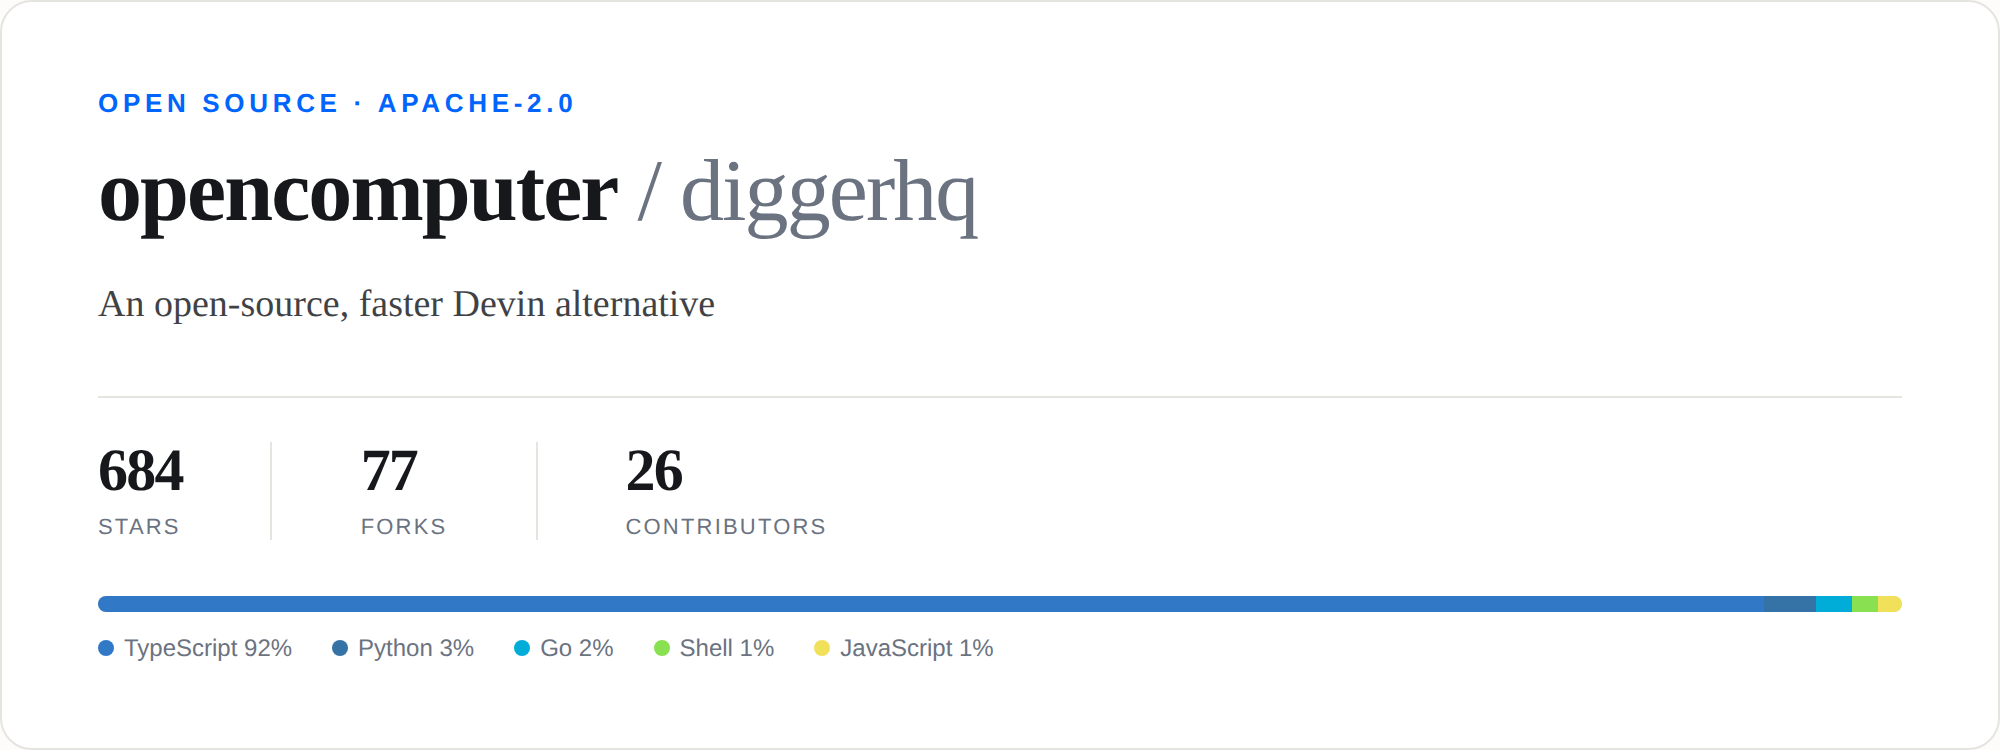 OPEN SOURCE · APACHE-2.0
opencomputer / diggerhq
An open-source, faster Devin alternative
684 77 26
STARS FORKS CONTRIBUTORS
TypeScript 92% Python 3% Go 2% Shell 1% JavaScript 1%